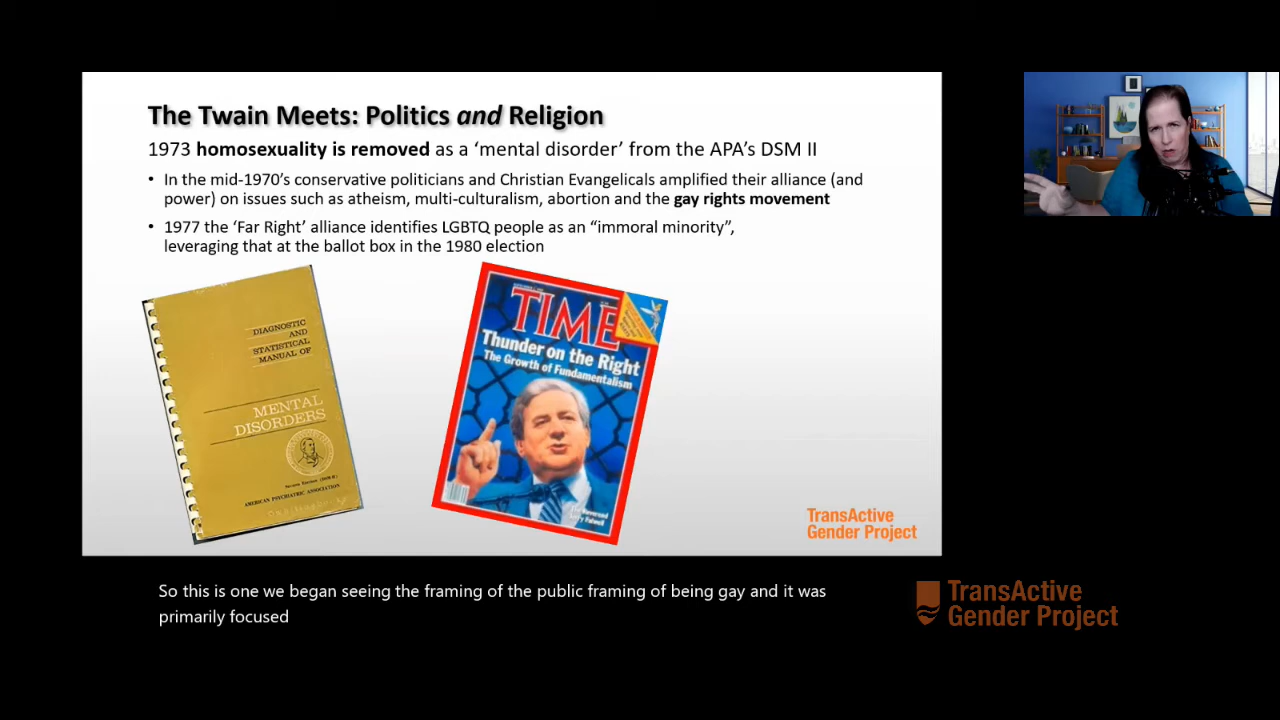 The Twain Meets: Politics and Religion
1973 homosexuality is removed as a ‘mental disorder’ from the APA’s DSM II
• In the mid-1970’s conservative politicians and Christian Evangelicals amplified their alliance (and
power) on issues such as atheism, multi-culturalism, abortion and the gay rights movement
• 1977 the ‘Far Right’ alliance identifies LGBTQ people as an “immoral minority”,
leveraging that at the ballot box in the 1980 election
DIAGNOSTIC
AND
STATISTICAL
MANUAL OF
MENTAL
DISORDERS
AMERICAN PSYCHIATRIC ASSOCIATION
TIME
Thunder on the Right
The Growth of Fundamentalism
Jerry Falwell
TransActive
Gender Project
So this is one we began seeing the framing of the public framing of being gay and it was
primarily focused
TransActive
Gender Project